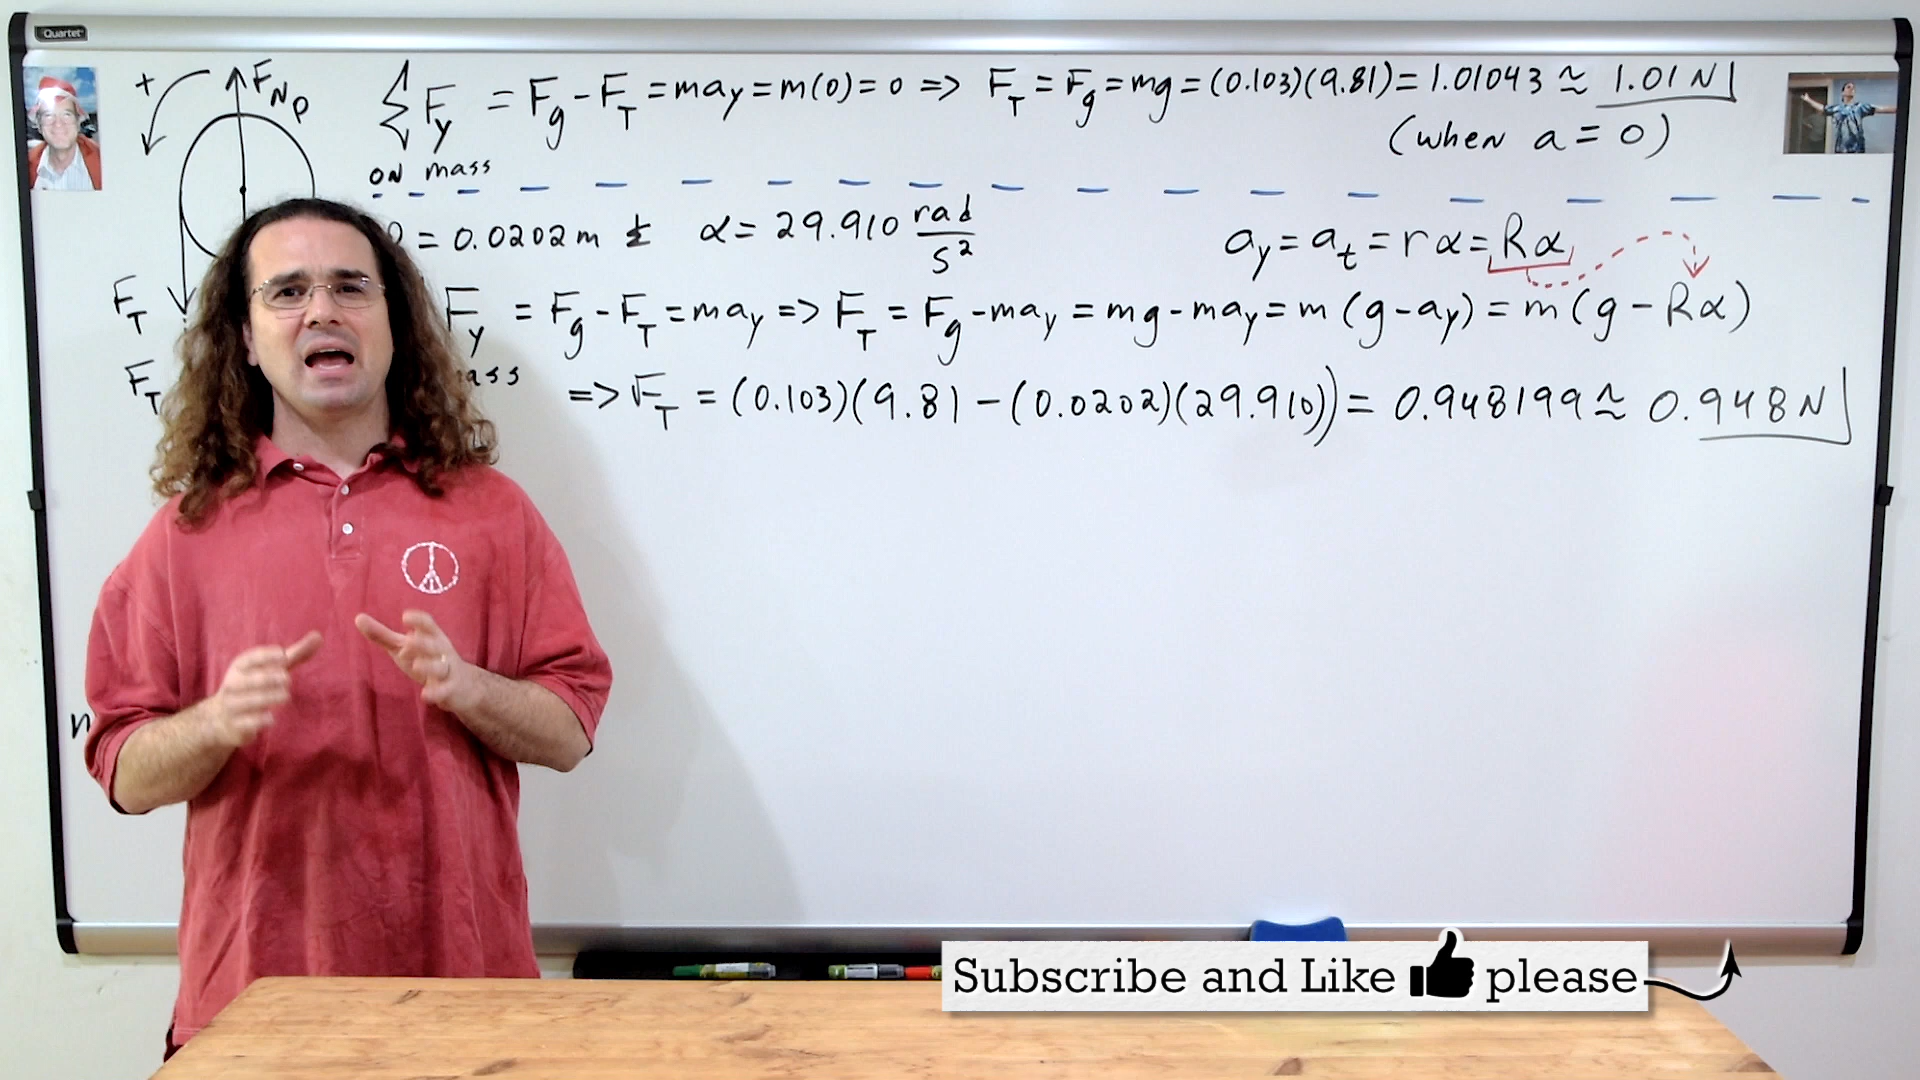 Quartet
+
F_Np
ΣF_y = F_g - F_T = ma_y = m(0) = 0 => F_T = F_g = mg = (0.103)(9.81) = 1.01043 ≈ 1.01 N
(when a = 0)
on mass
= 0.0202 m & α = 29.910 rad/s²
a_y = a_t = rα = Rα
F_T
F_y = F_g - F_T = ma_y => F_T = F_g - ma_y = mg - ma_y = m(g - a_y) = m(g - Rα)
F_T
=> F_T = (0.103)(9.81 - (0.0202)(29.910)) = 0.948199 ≈ 0.948 N
Subscribe and Like please